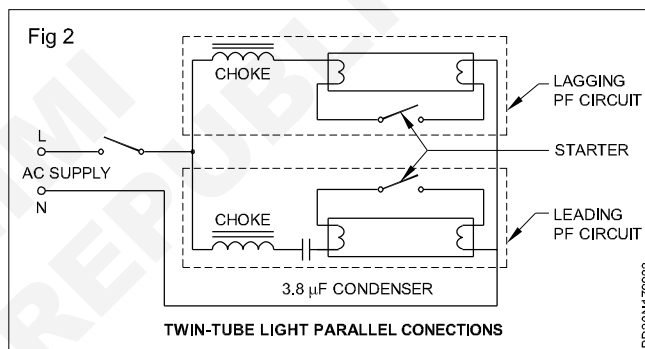 Fig 2
CHOKE
LAGGING
PF CIRCUIT
L
AC SUPPLY
N
STARTER
CHOKE
LEADING
PF CIRCUIT
3.8 μF CONDENSER
TWIN-TUBE LIGHT PARALLEL CONECTIONS